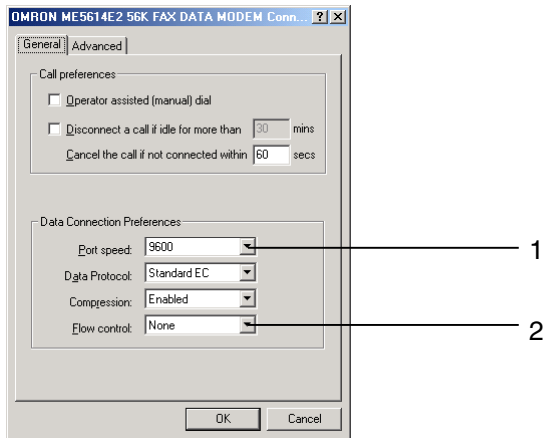 OMRON ME5614E2 56K FAX DATA MODEM Conn...
General Advanced
Call preferences
Operator assisted (manual) dial
Disconnect a call if idle for more than 30 mins
Cancel the call if not connected within 60 secs
Data Connection Preferences
Port speed: 9600 1
Data Protocol: Standard EC
Compression: Enabled
Flow control: None 2
OK Cancel